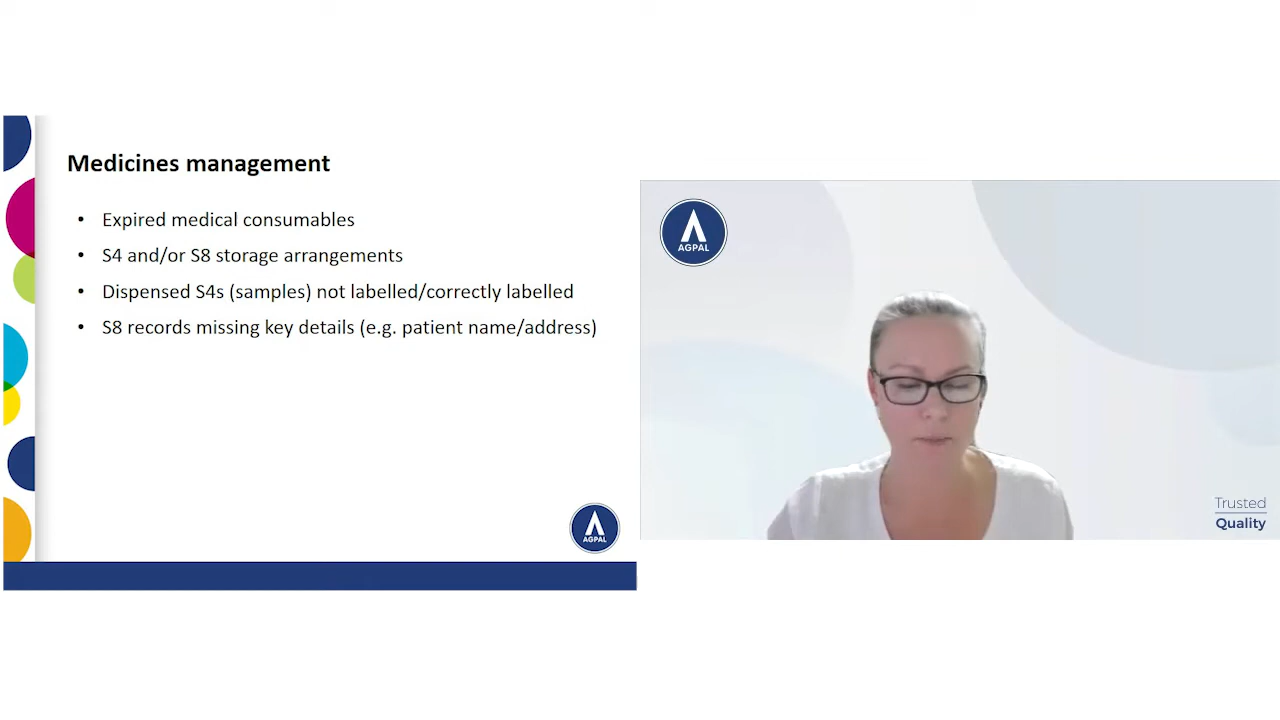 Medicines management
• Expired medical consumables
• S4 and/or S8 storage arrangements
• Dispensed S4s (samples) not labelled/correctly labelled
• S8 records missing key details (e.g. patient name/address)
AGPAL
AGPAL
Trusted
Quality